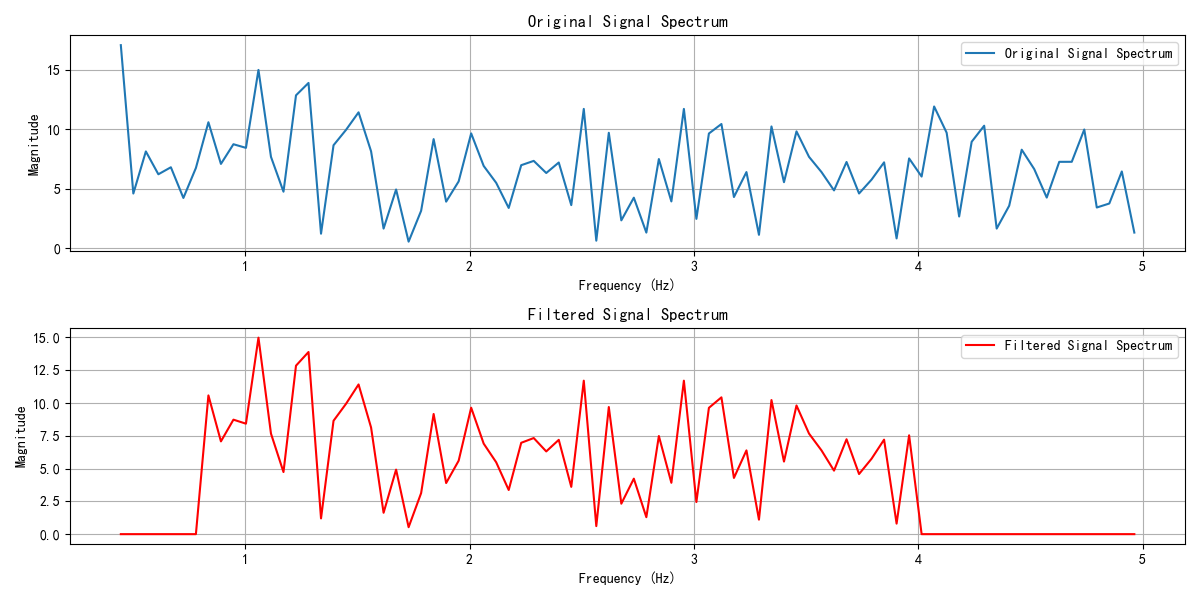 Original Signal Spectrum
Original Signal Spectrum
Magnitude
15
10
5
0
1 2 3 4 5
Frequency (Hz)
Filtered Signal Spectrum
Filtered Signal Spectrum
Magnitude
15.0
12.5
10.0
7.5
5.0
2.5
0.0
1 2 3 4 5
Frequency (Hz)